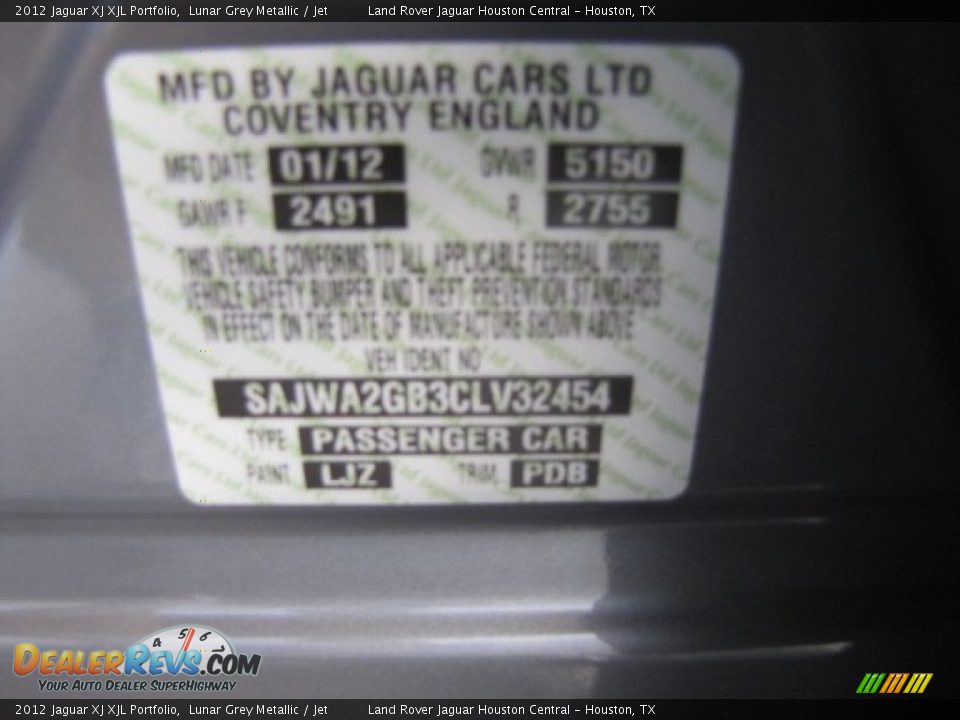 2012 Jaguar XJ XJL Portfolio, Lunar Grey Metallic / Jet Land Rover Jaguar Houston Central - Houston, TX
MFD BY JAGUAR CARS LTD
COVENTRY ENGLAND
MFD DATE 01/12 GVWR 5150
GAWR F 2491 R 2755
THIS VEHICLE CONFORMS TO ALL APPLICABLE FEDERAL MOTOR
VEHICLE SAFETY BUMPER AND THEFT PREVENTION STANDARDS
IN EFFECT ON THE DATE OF MANUFACTURE SHOWN ABOVE
VEH IDENT NO
SAJWA2GB3CLV32454
TYPE PASSENGER CAR
PAINT LJZ TRIM PDB
4 5 6 7
DealerRevs.com
Your Auto Dealer SuperHighway
2012 Jaguar XJ XJL Portfolio, Lunar Grey Metallic / Jet Land Rover Jaguar Houston Central - Houston, TX